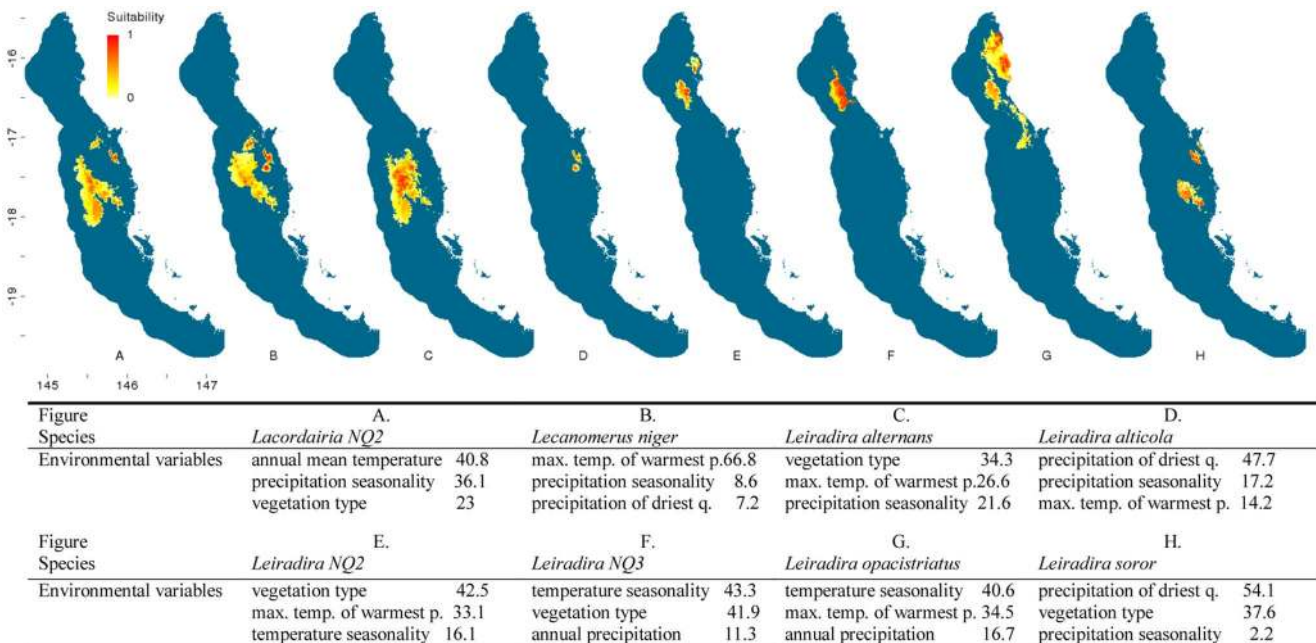 Suitability
1
0
-16
-17
-18
-19
A
B
C
D
E
F
G
H
145 146 147
Figure A. B. C. D.
Species Lacordairia NQ2 Lecanomerus niger Leiradira alternans Leiradira alticola
Environmental variables annual mean temperature 40.8 max. temp. of warmest p.66.8 vegetation type 34.3 precipitation of driest q. 47.7
precipitation seasonality 36.1 precipitation seasonality 8.6 max. temp. of warmest p.26.6 precipitation seasonality 17.2
vegetation type 23 precipitation of driest q. 7.2 precipitation seasonality 21.6 max. temp. of warmest p. 14.2
Figure E. F. G. H.
Species Leiradira NQ2 Leiradira NQ3 Leiradira opacistriatus Leiradira soror
Environmental variables vegetation type 42.5 temperature seasonality 43.3 temperature seasonality 40.6 precipitation of driest q. 54.1
max. temp. of warmest p. 33.1 vegetation type 41.9 max. temp. of warmest p. 34.5 vegetation type 37.6
temperature seasonality 16.1 annual precipitation 11.3 annual precipitation 16.7 precipitation seasonality 2.2